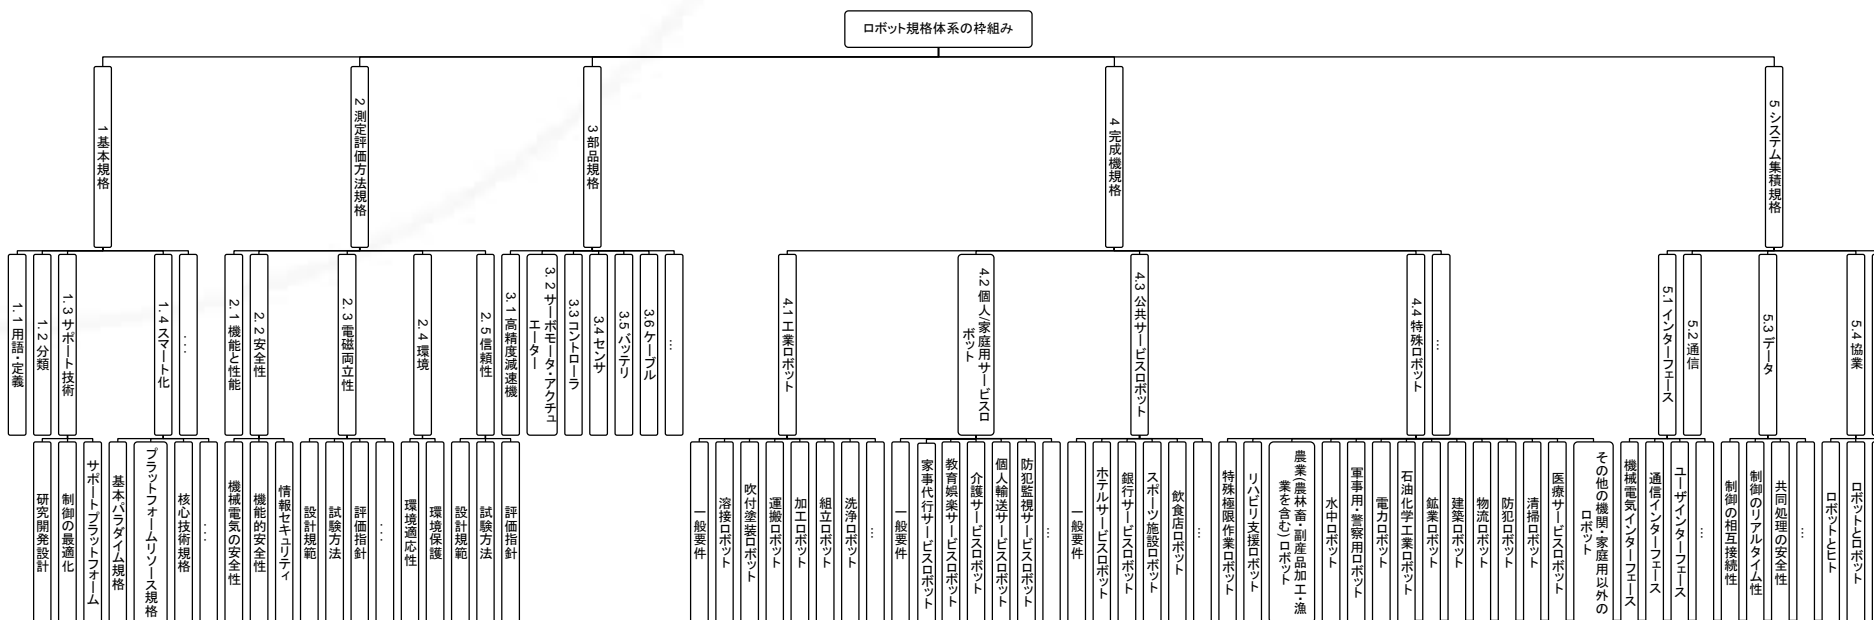 ロボット規格体系の枠組み
1 基本規格
2 測定評価方法規格
3 部品規格
4 完成機規格
5 システム集積規格
1. 1 用語・定義
1. 2 分類
1. 3 サポート技術
1. 4 スマート化
...
2. 1 機能と性能
2. 2 安全性
2. 3 電磁両立性
2. 4 環境
2. 5 信頼性
3. 1 高精度減速機
3. 2 サーボモータ・アクチュ
エーター
3.3 コントローラ
3.4 センサ
3.5 バッテリ
3.6 ケーブル
...
4.1 工業ロボット
4.2 個人/家庭用サービスロ
ボット
4.3 公共サービスロボット
4.4 特殊ロボット
...
5.1 インターフェース
5.2 通信
5.3 データ
5.4 協業
研究開発設計
制御の最適化
サポートプラットフォーム
基本パラダイム規格
プラットフォームリソース規格
核心技術規格
...
機械電気の安全性
機能的安全性
情報セキュリティ
設計規範
試験方法
評価指針
...
環境適応性
環境保護
設計規範
試験方法
評価指針
一般要件
溶接ロボット
吹付塗装ロボット
運搬ロボット
加工ロボット
組立ロボット
洗浄ロボット
...
一般要件
家事代行サービスロボット
教育娯楽サービスロボット
介護サービスロボット
個人輸送サービスロボット
防犯監視サービスロボット
...
一般要件
ホテルサービスロボット
銀行サービスロボット
スポーツ施設ロボット
飲食店ロボット
...
特殊極限作業ロボット
リハビリ支援ロボット
農業(農林畜・副産品加工・漁
業を含む)ロボット
水中ロボット
軍事用・警察用ロボット
電力ロボット
石油化学工業ロボット
鉱業ロボット
建築ロボット
物流ロボット
防犯ロボット
清掃ロボット
医療サービスロボット
その他の機関・家庭用以外の
ロボット
機械電気インターフェース
通信インターフェース
ユーザインターフェース
...
制御の相互接続性
制御のリアルタイム性
共同処理の安全性
...
ロボットとヒト
ロボットとロボット